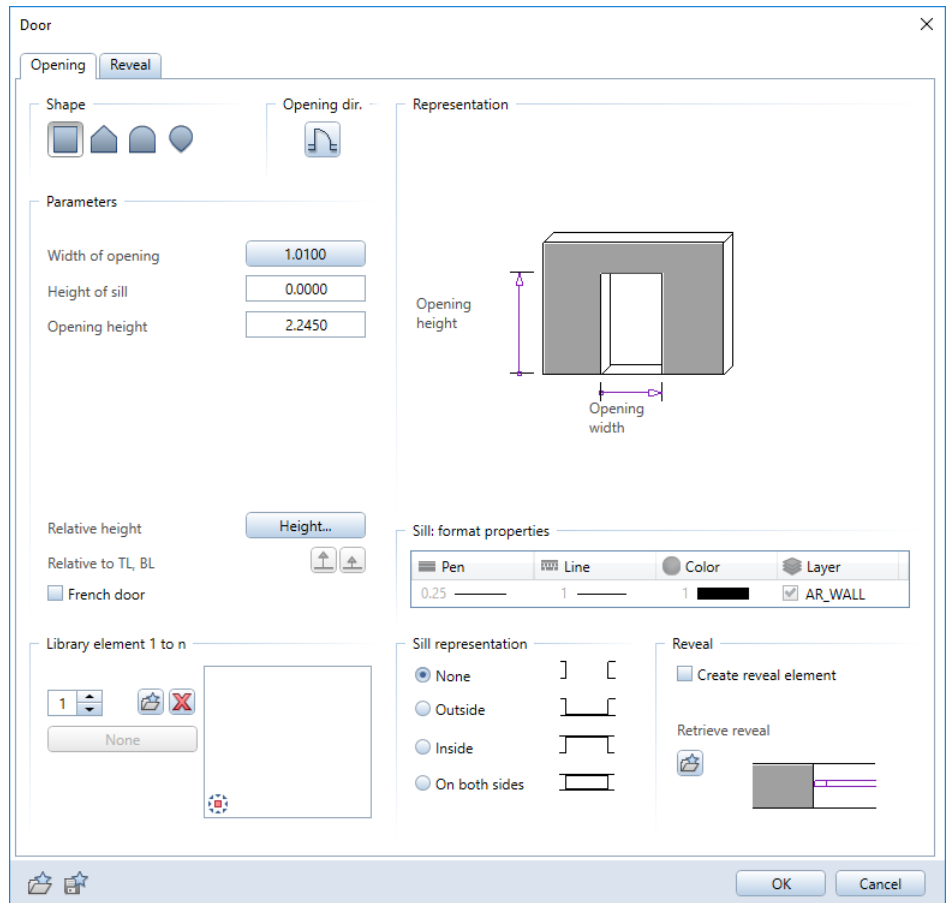 Door
Opening Reveal
Shape
Opening dir.
Representation
Parameters
Width of opening 1.0100
Height of sill 0.0000
Opening height 2.2450
Opening
height
Opening
width
Relative height Height...
Relative to TL, BL
French door
Sill: format properties
Pen Line Color Layer
0.25 1 1 AR_WALL
Library element 1 to n
1
None
Sill representation
None
Outside
Inside
On both sides
Reveal
Create reveal element
Retrieve reveal
OK Cancel